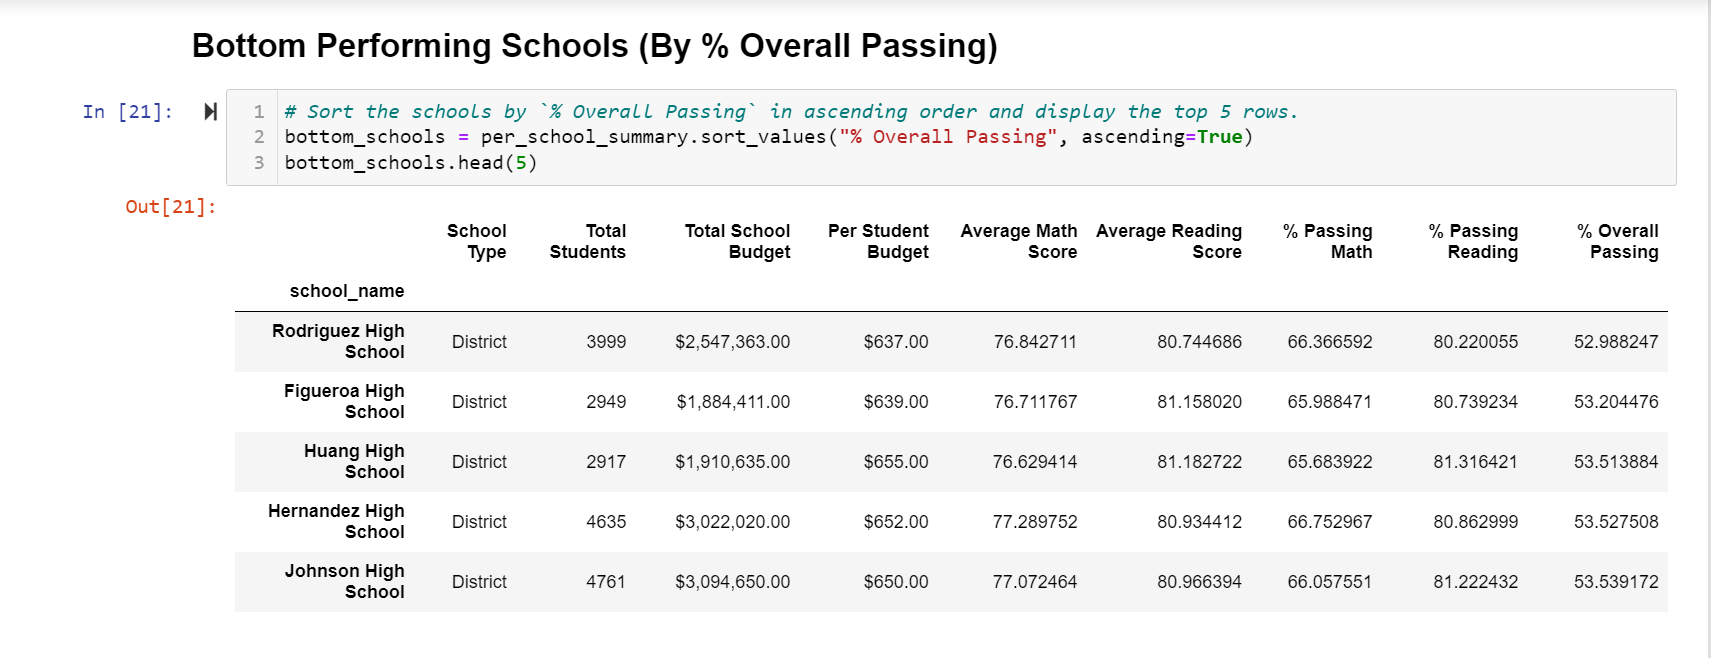 Bottom Performing Schools (By % Overall Passing)
In [21]:
1 # Sort the schools by `% Overall Passing` in ascending order and display the top 5 rows.
2 bottom_schools = per_school_summary.sort_values("% Overall Passing", ascending=True)
3 bottom_schools.head(5)
Out[21]:
School Total Total School Per Student Average Math Average Reading % Passing % Passing % Overall
Type Students Budget Budget Score Score Math Reading Passing
school_name
Rodriguez High
School District 3999 $2,547,363.00 $637.00 76.842711 80.744686 66.366592 80.220055 52.988247
Figueroa High
School District 2949 $1,884,411.00 $639.00 76.711767 81.158020 65.988471 80.739234 53.204476
Huang High
School District 2917 $1,910,635.00 $655.00 76.629414 81.182722 65.683922 81.316421 53.513884
Hernandez High
School District 4635 $3,022,020.00 $652.00 77.289752 80.934412 66.752967 80.862999 53.527508
Johnson High
School District 4761 $3,094,650.00 $650.00 77.072464 80.966394 66.057551 81.222432 53.539172